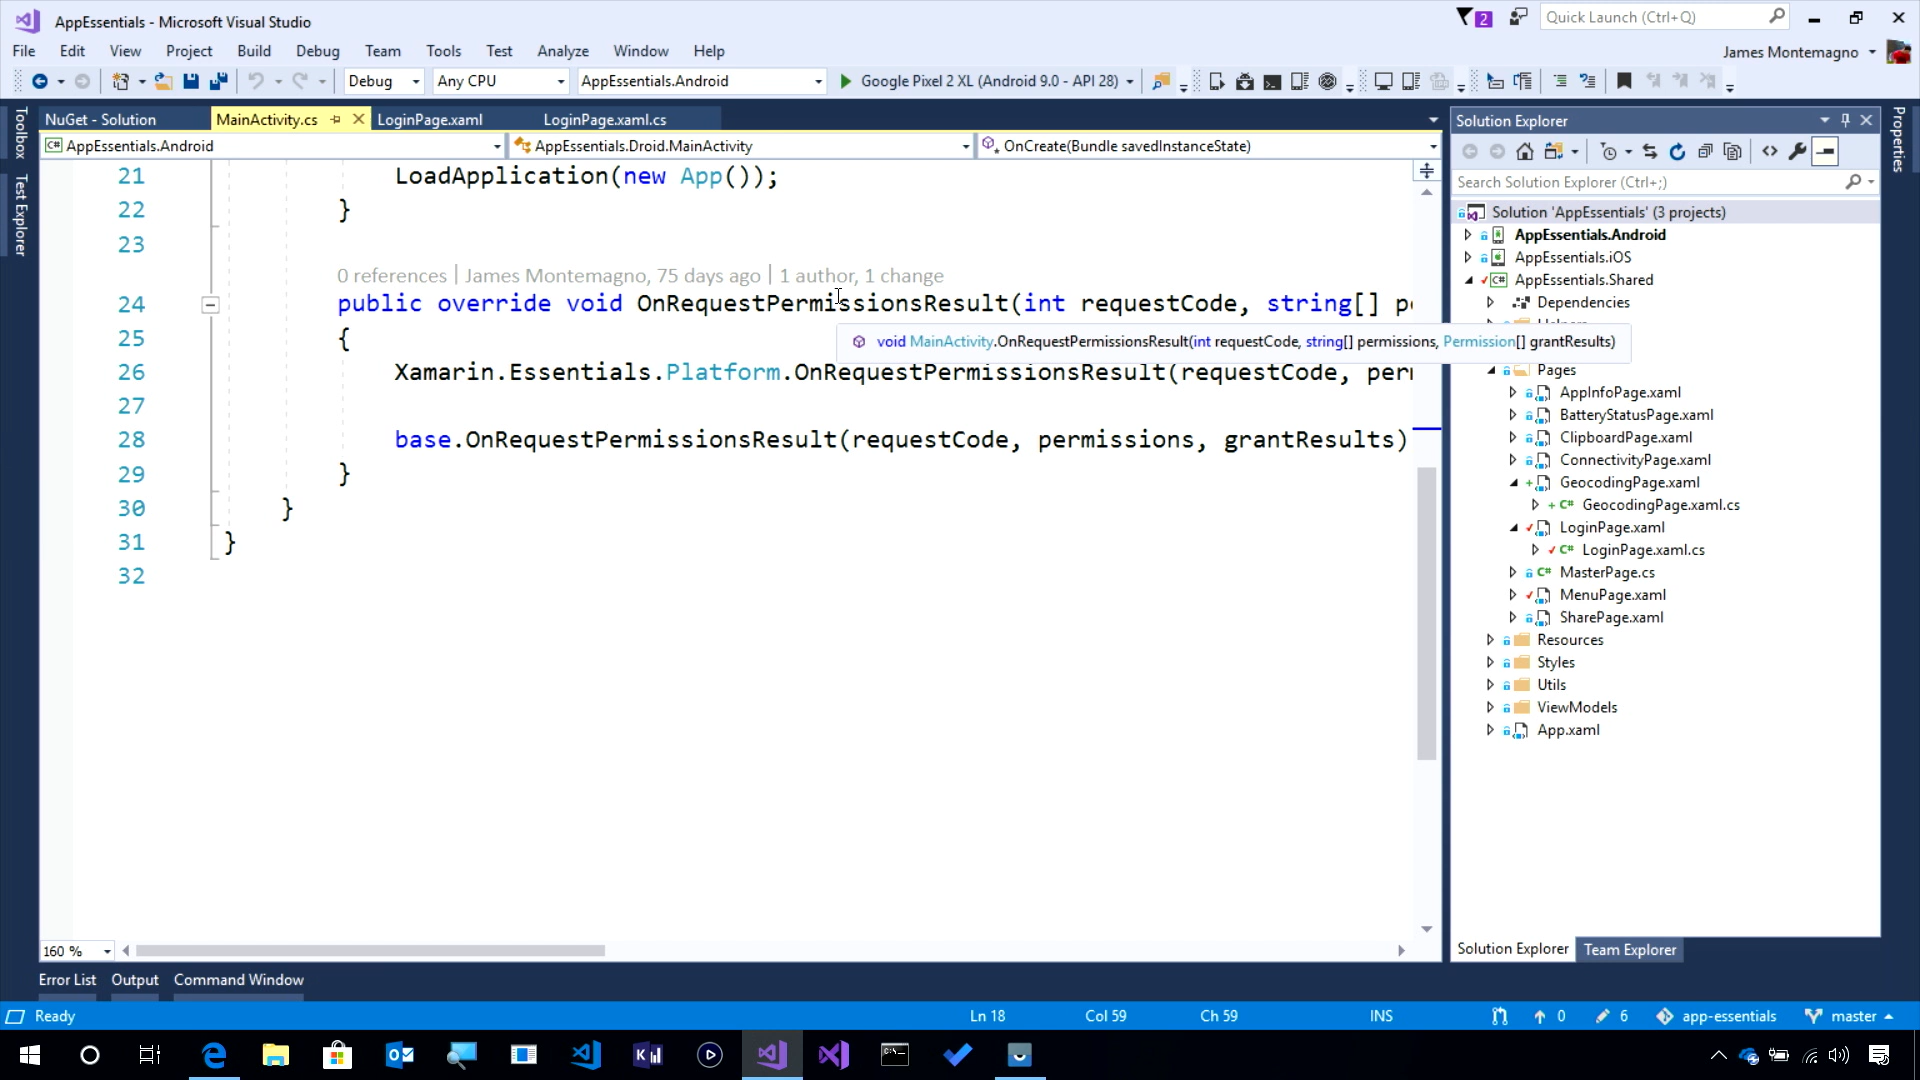 AppEssentials - Microsoft Visual Studio
2
Quick Launch (Ctrl+Q)
File Edit View Project Build Debug Team Tools Test Analyze Window Help
James Montemagno
Debug
Any CPU
AppEssentials.Android
Google Pixel 2 XL (Android 9.0 - API 28)
Toolbox
Test Explorer
NuGet - Solution
MainActivity.cs
LoginPage.xaml
LoginPage.xaml.cs
AppEssentials.Android
AppEssentials.Droid.MainActivity
OnCreate(Bundle savedInstanceState)
21 LoadApplication(new App());
22 }
23
0 references | James Montemagno, 75 days ago | 1 author, 1 change
24 public override void OnRequestPermissionsResult(int requestCode, string[] pe
25 {
void MainActivity.OnRequestPermissionsResult(int requestCode, string[] permissions, Permission[] grantResults)
26 Xamarin.Essentials.Platform.OnRequestPermissionsResult(requestCode, perm
27
28 base.OnRequestPermissionsResult(requestCode, permissions, grantResults)
29 }
30 }
31 }
32
160 %
Solution Explorer
Search Solution Explorer (Ctrl+;)
Solution 'AppEssentials' (3 projects)
AppEssentials.Android
AppEssentials.iOS
AppEssentials.Shared
Dependencies
Pages
AppInfoPage.xaml
BatteryStatusPage.xaml
ClipboardPage.xaml
ConnectivityPage.xaml
GeocodingPage.xaml
GeocodingPage.xaml.cs
LoginPage.xaml
LoginPage.xaml.cs
MasterPage.cs
MenuPage.xaml
SharePage.xaml
Resources
Styles
Utils
ViewModels
App.xaml
Solution Explorer
Team Explorer
Properties
Error List Output Command Window
Ready
Ln 18
Col 59
Ch 59
INS
0
6
app-essentials
master